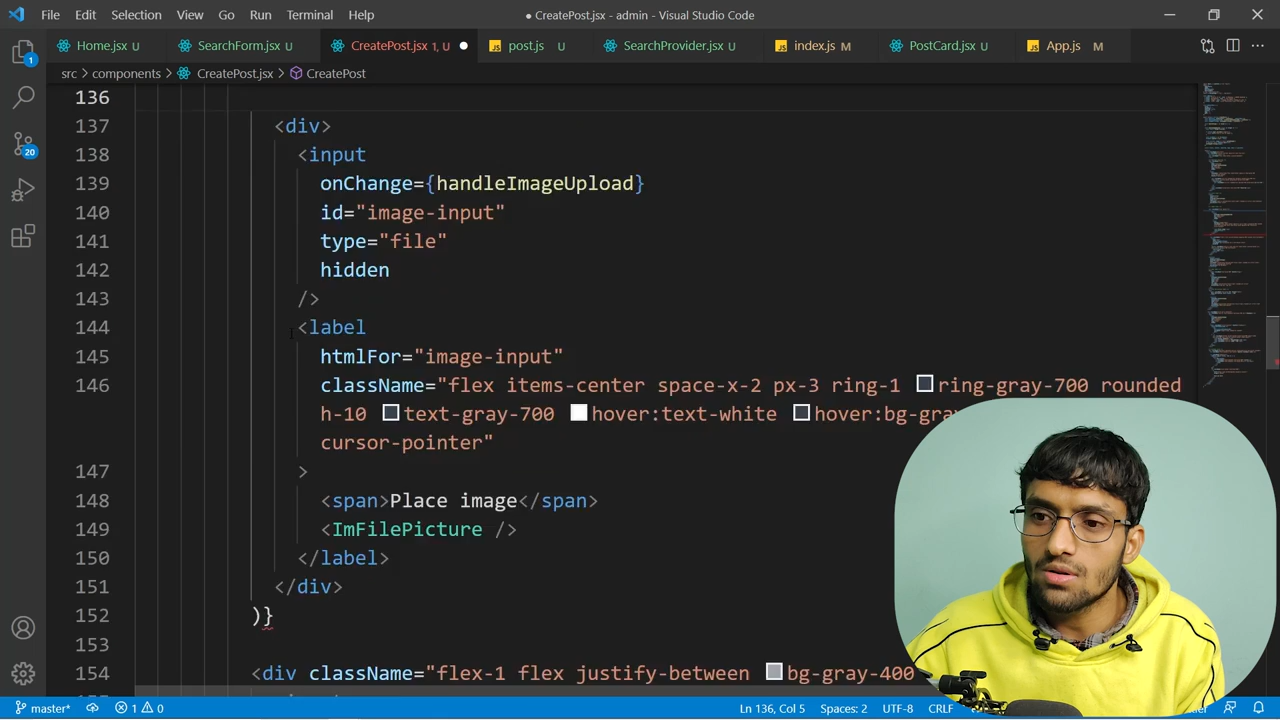 File Edit Selection View Go Run Terminal Help ● CreatePost.jsx - admin - Visual Studio Code
Home.jsx U SearchForm.jsx U CreatePost.jsx 1, U post.js U SearchProvider.jsx U index.js M PostCard.jsx U App.js M
src > components > CreatePost.jsx > CreatePost
136
137 <div>
138 <input
139 onChange={handleImageUpload}
140 id="image-input"
141 type="file"
142 hidden
143 />
144 <label
145 htmlFor="image-input"
146 className="flex items-center space-x-2 px-3 ring-1 ring-gray-700 rounded
h-10 text-gray-700 hover:text-white
cursor-pointer"
147 >
148 <span>Place image</span>
149 <ImFilePicture />
150 </label>
151 </div>
152 )}
153
154 <div className="flex-1 flex justify-between bg-gray-400
1
20
master* 1 0 Ln 136, Col 5 Spaces: 2 UTF-8 CRLF